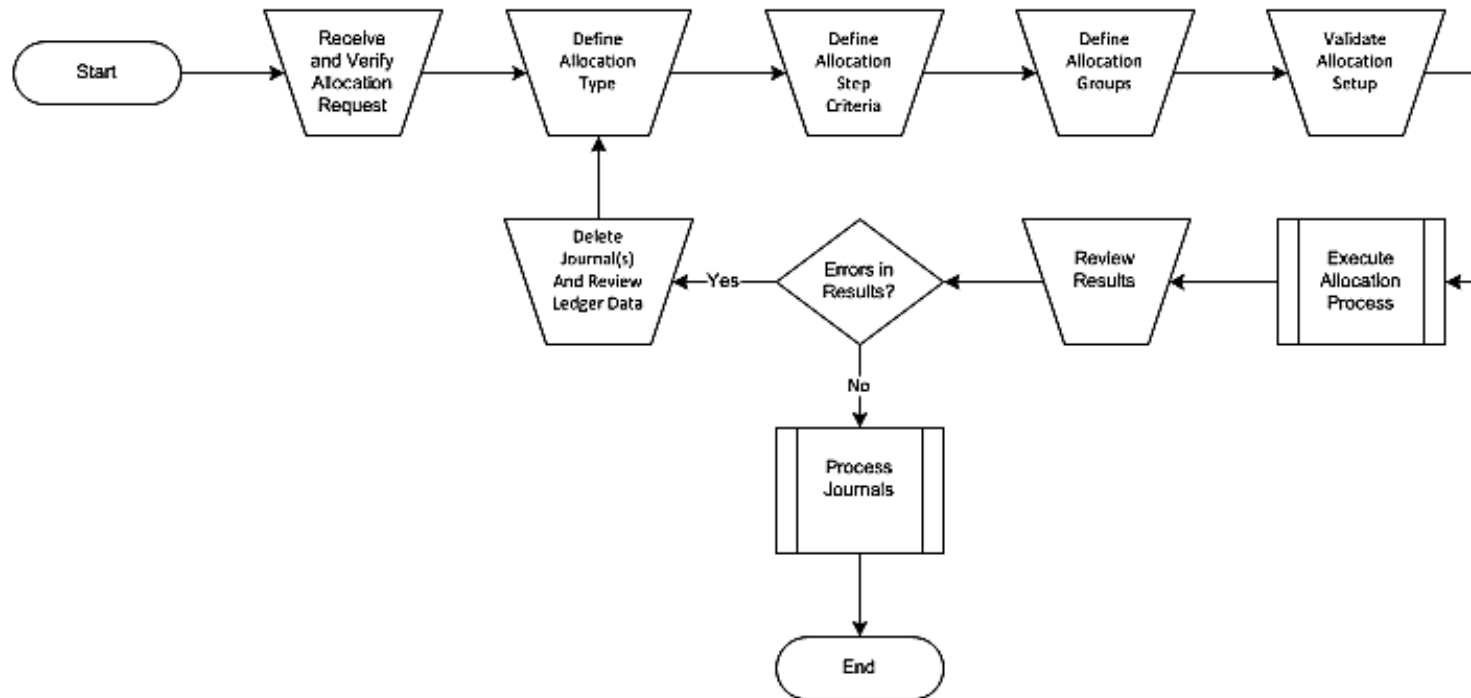 Start
Receive
and Verify
Allocation
Request
Define
Allocation
Type
Define
Allocation
Step
Criteria
Define
Allocation
Groups
Validate
Allocation
Setup
Delete
Journal(s)
And Review
Ledger Data
Yes
Errors in
Results?
Review
Results
Execute
Allocation
Process
No
Process
Journals
End